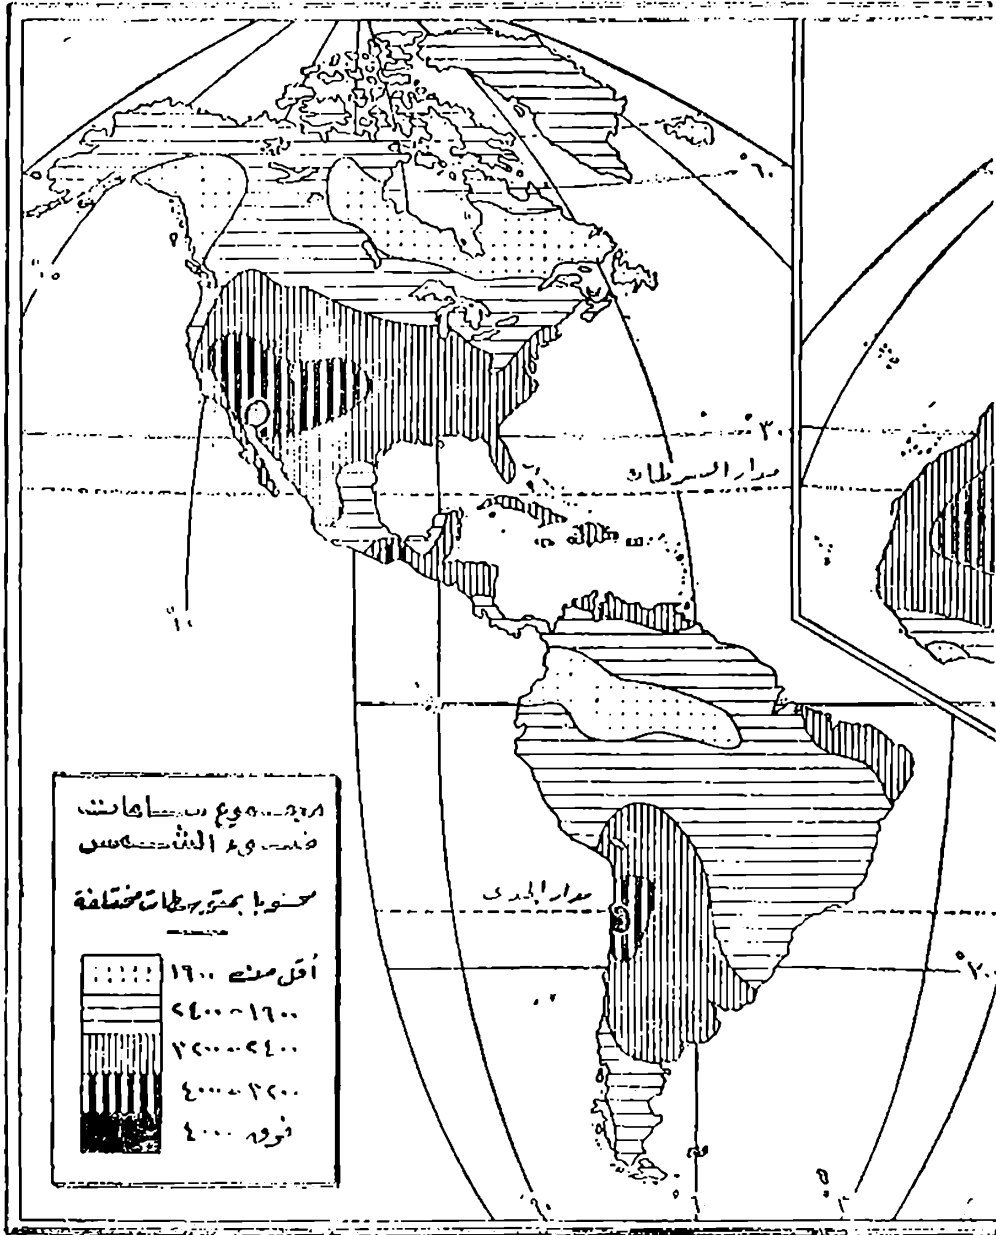 °٦٠
٣٠
مدار السرطان
مجموع ساعات
ضوء الشمس
محسوبا بمتوسطات مختلفة
مدار الجدى
أقل من ١٦٠٠
١٦٠٠-٢٤٠٠
٢٤٠٠-٣٢٠٠
٣٢٠٠-٤٠٠٠
فوق ٤٠٠٠
°٣٠